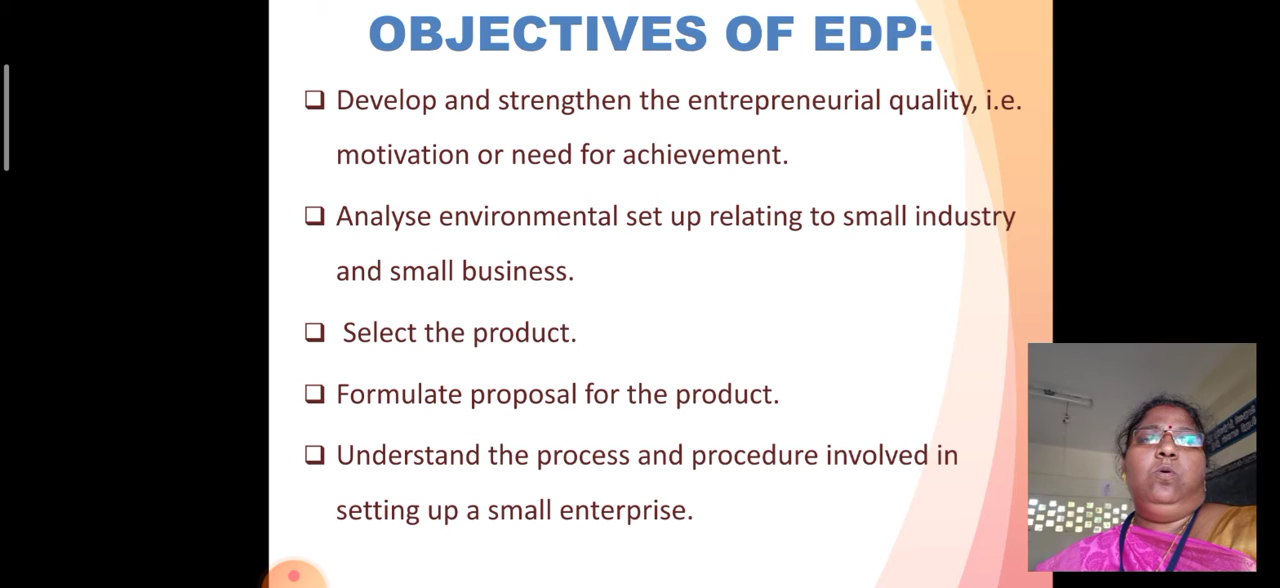 OBJECTIVES OF EDP:
❑ Develop and strengthen the entrepreneurial quality, i.e.
motivation or need for achievement.
❑ Analyse environmental set up relating to small industry
and small business.
❑ Select the product.
❑ Formulate proposal for the product.
❑ Understand the process and procedure involved in
setting up a small enterprise.